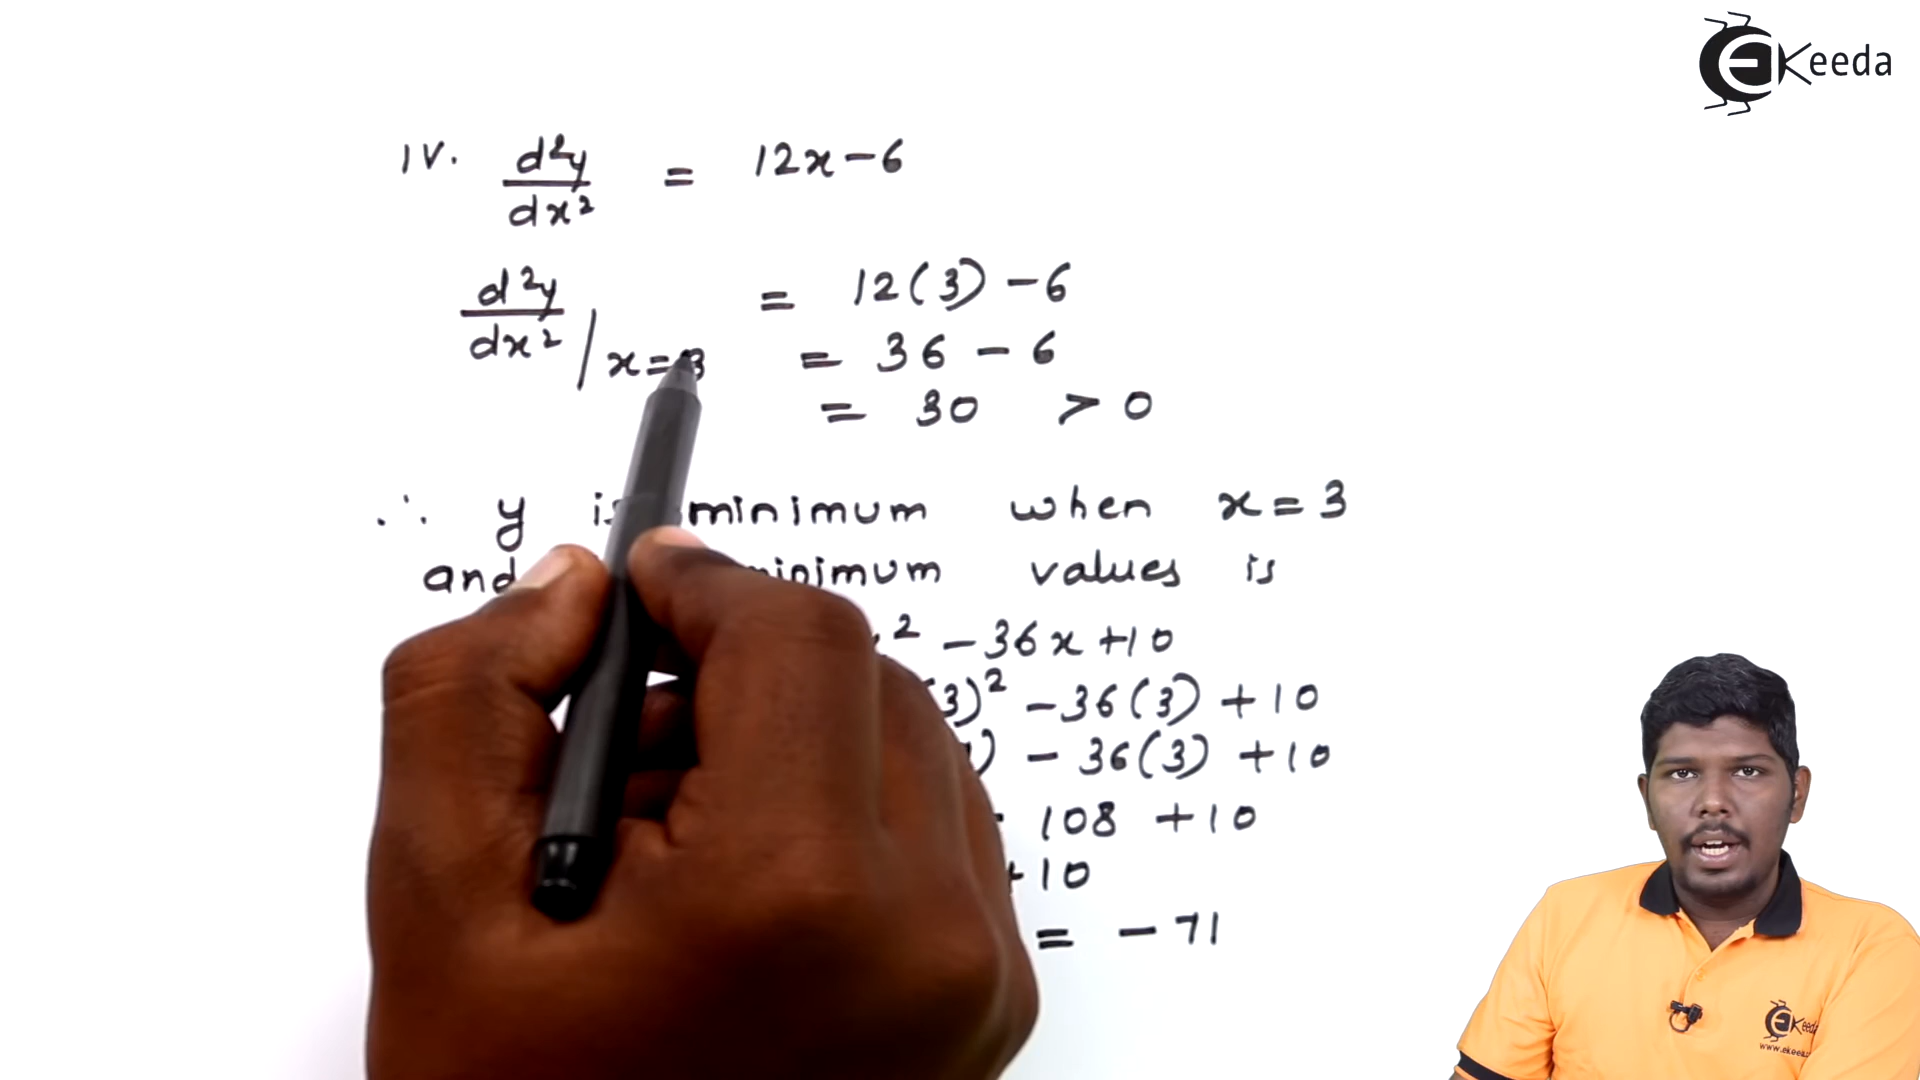 EKeeda
IV. d²y/dx² = 12x-6
d²y/dx² / x=3 = 12(3) -6
= 36 - 6
= 30 > 0
∴ y is minimum when x=3
and minimum values is
² -36x+10
3)² -36(3) +10
) - 36(3) +10
108 +10
+10
= -71
EKeeda